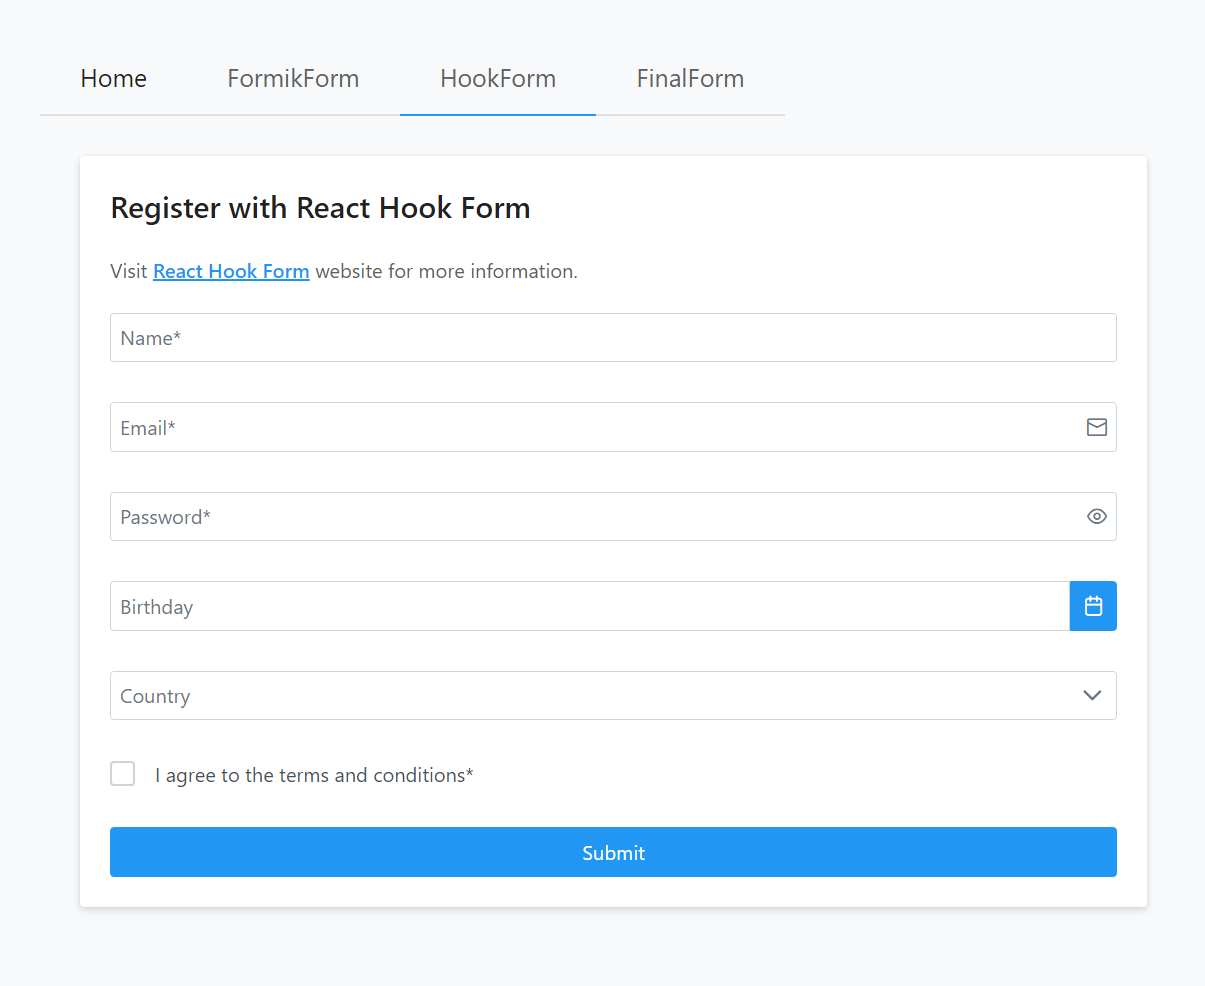 Home FormikForm HookForm FinalForm
Register with React Hook Form
Visit React Hook Form website for more information.
Name*
Email*
Password*
Birthday
Country
I agree to the terms and conditions*
Submit